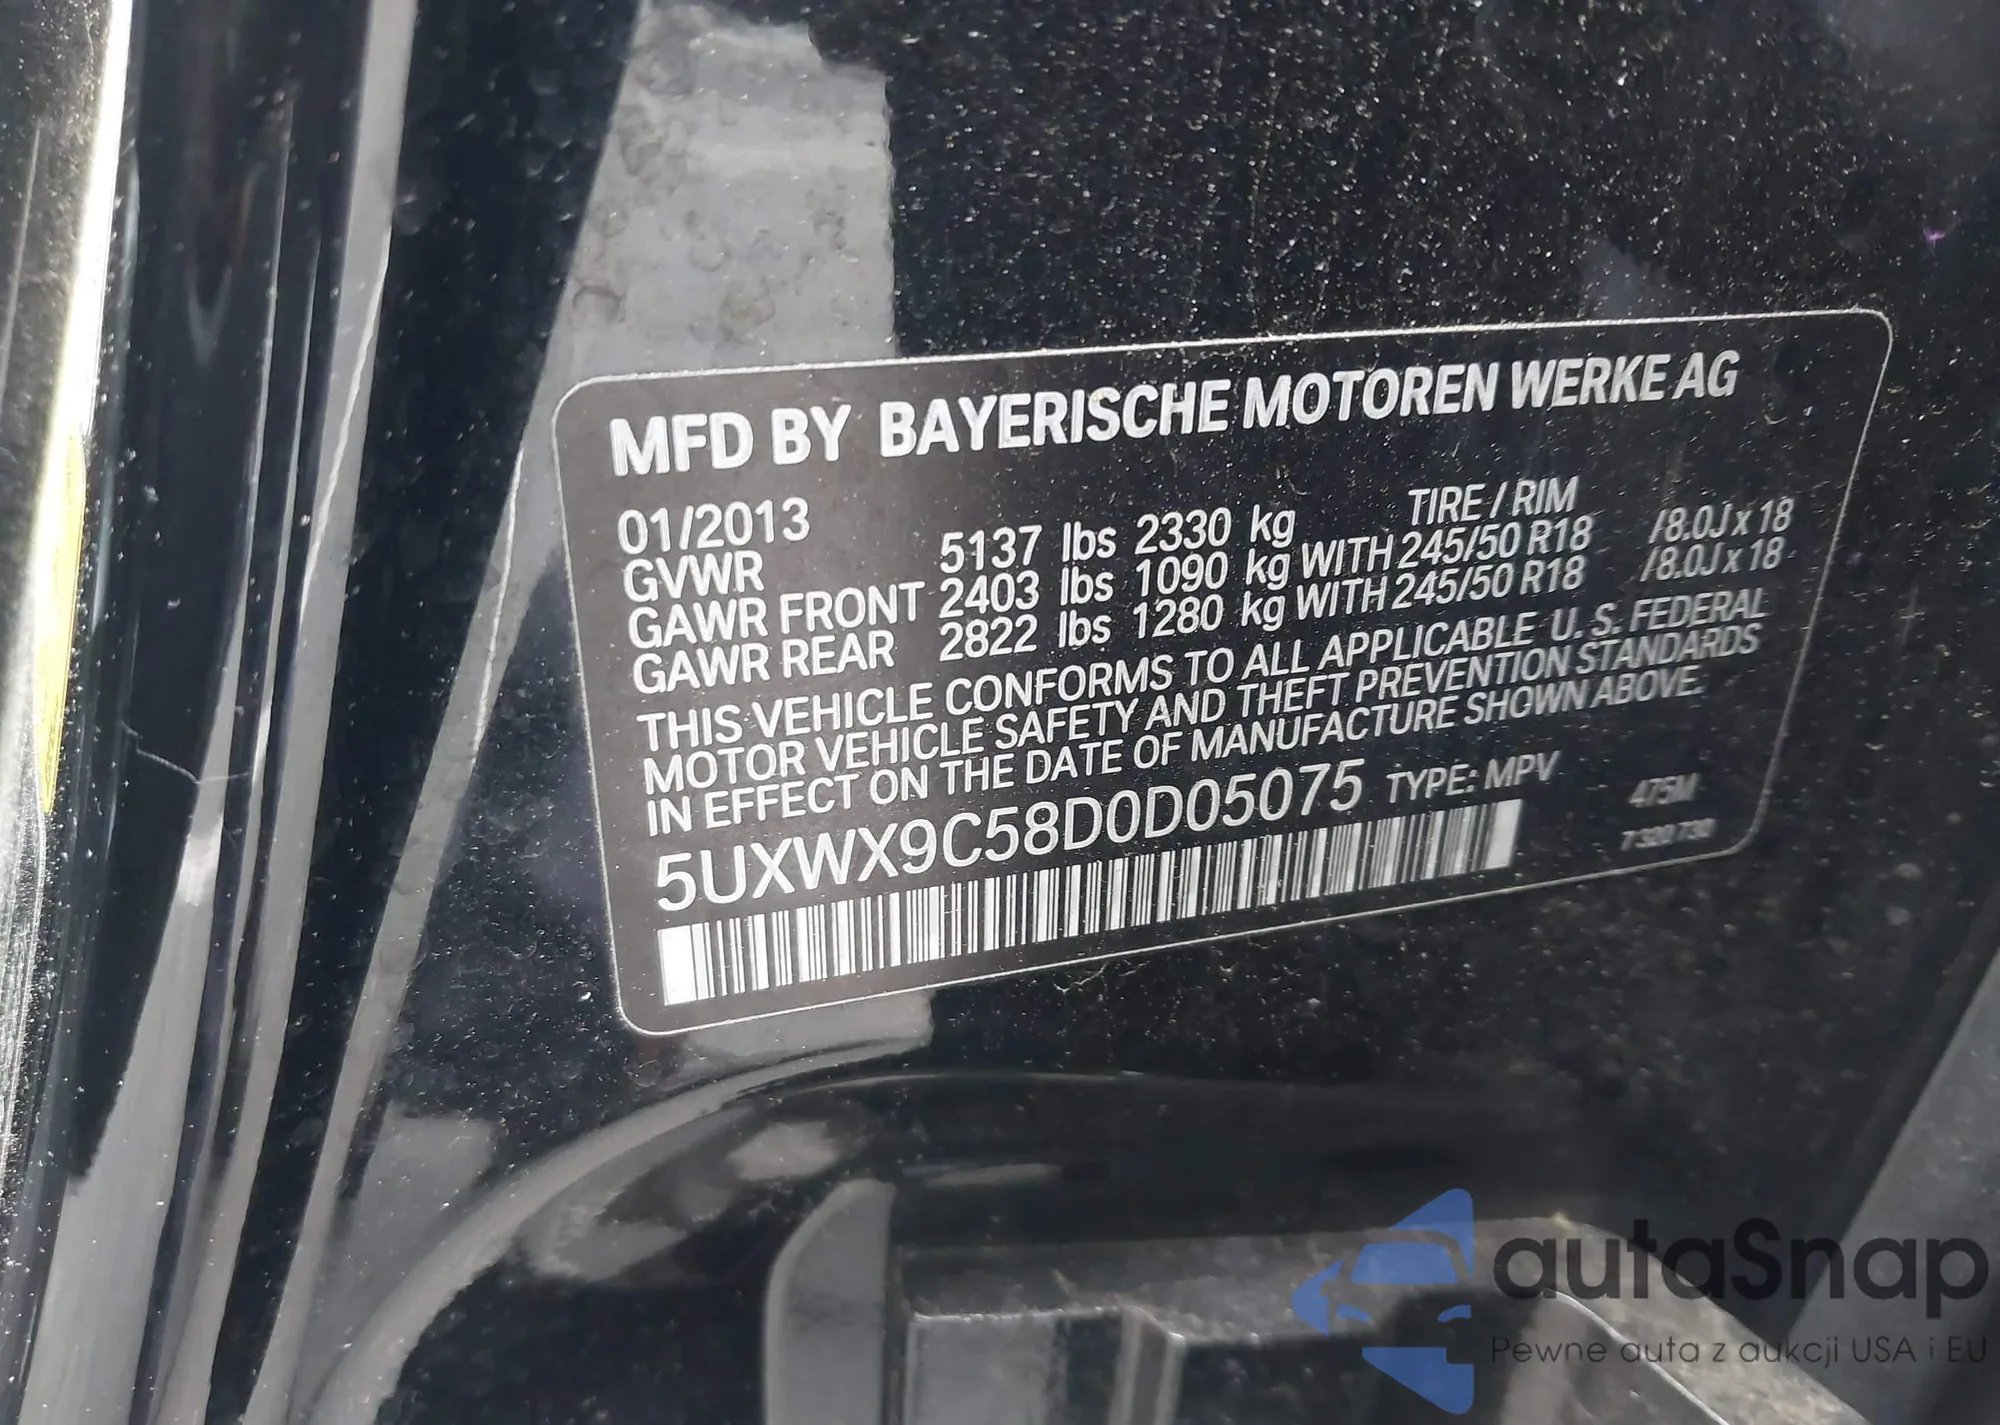 MFD BY BAYERISCHE MOTOREN WERKE AG
01/2013 TIRE / RIM
GVWR 5137 lbs 2330 kg
GAWR FRONT 2403 lbs 1090 kg WITH 245/50 R18 /8.0J x 18
GAWR REAR 2822 lbs 1280 kg WITH 245/50 R18 /8.0J x 18
THIS VEHICLE CONFORMS TO ALL APPLICABLE U. S. FEDERAL
MOTOR VEHICLE SAFETY AND THEFT PREVENTION STANDARDS
IN EFFECT ON THE DATE OF MANUFACTURE SHOWN ABOVE.
5UXWX9C58D0D05075 TYPE: MPV 475M
7 320 730
autaSnap
Pewne auta z aukcji USA i EU